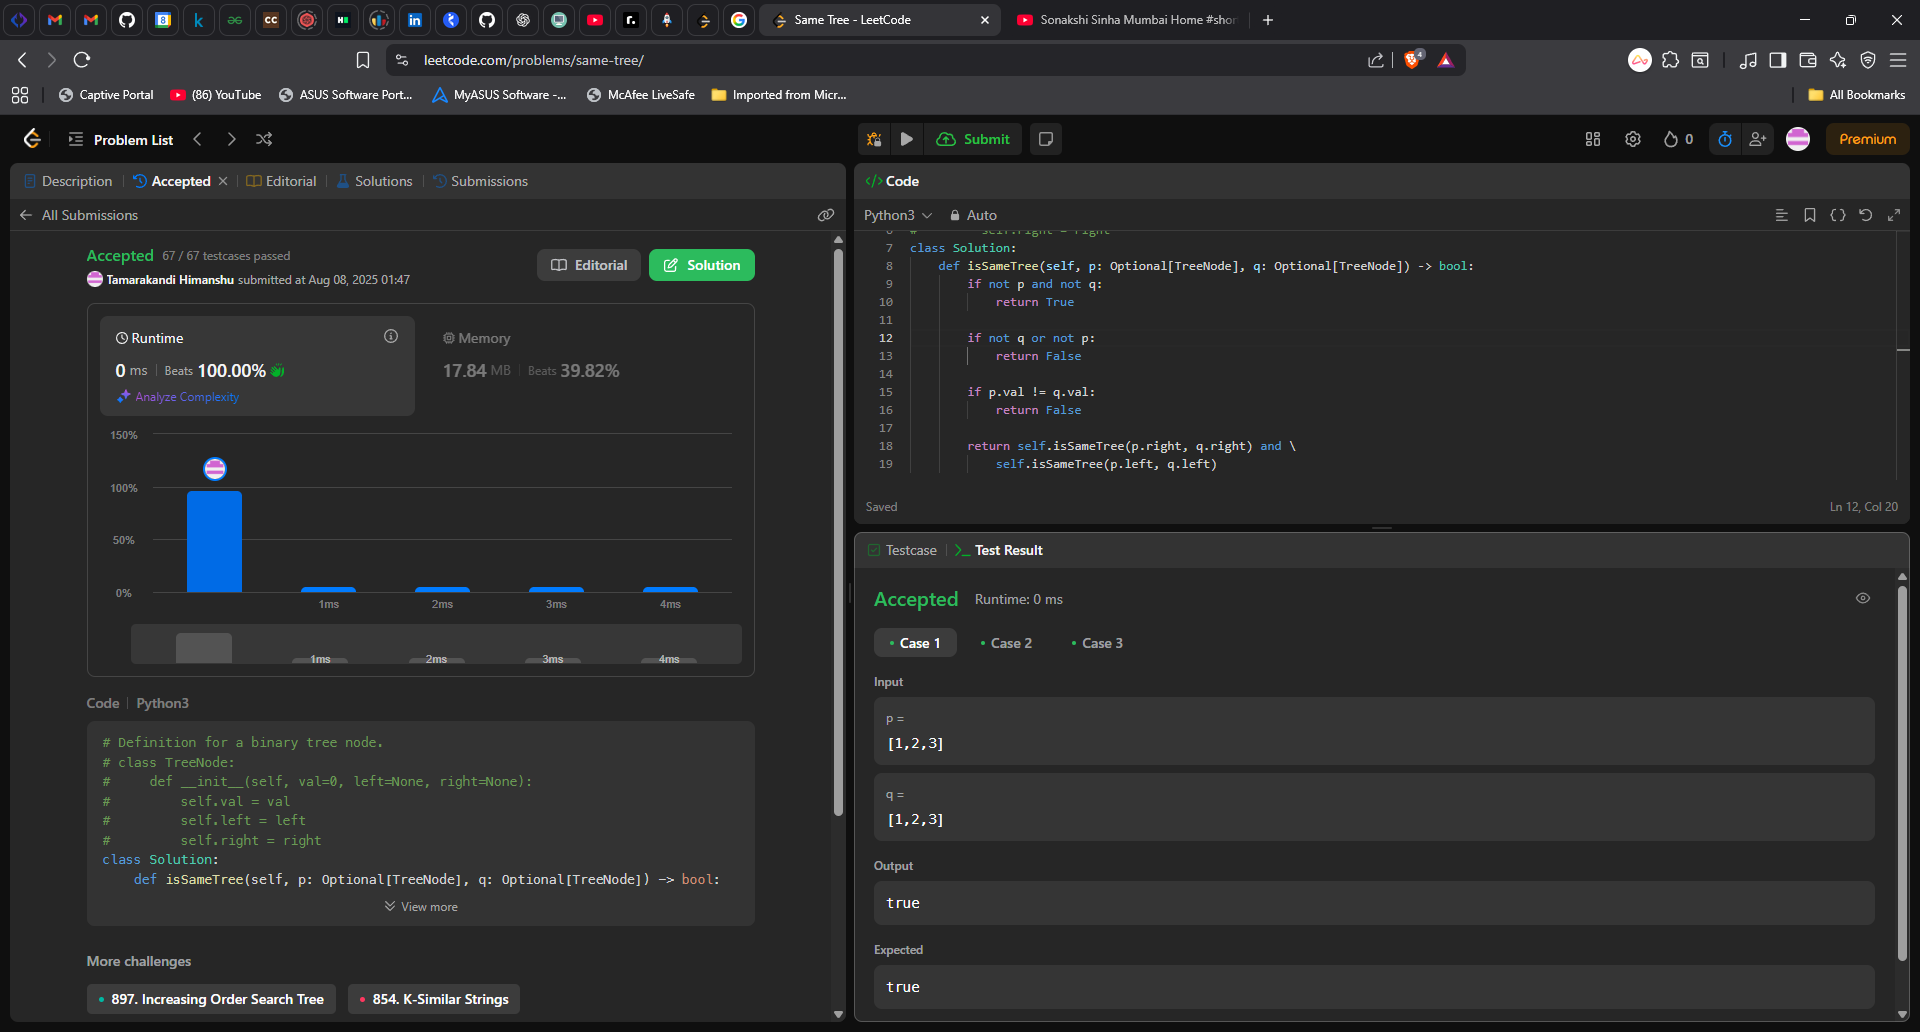 Same Tree - LeetCode
Sonakshi Sinha Mumbai Home #shor
leetcode.com/problems/same-tree/
4
Captive Portal
(86) YouTube
ASUS Software Port...
MyASUS Software -...
McAfee LiveSafe
Imported from Micr...
All Bookmarks
Problem List
Submit
0
Premium
Description
Accepted
Editorial
Solutions
Submissions
All Submissions
Accepted 67 / 67 testcases passed
Tamarakandi Himanshu submitted at Aug 08, 2025 01:47
Editorial
Solution
Runtime
0 ms Beats 100.00%
Analyze Complexity
Memory
17.84 MB Beats 39.82%
150%
100%
50%
0%
1ms 2ms 3ms 4ms
1ms 2ms 3ms 4ms
Code Python3
# Definition for a binary tree node.
# class TreeNode:
#     def __init__(self, val=0, left=None, right=None):
#         self.val = val
#         self.left = left
#         self.right = right
class Solution:
    def isSameTree(self, p: Optional[TreeNode], q: Optional[TreeNode]) -> bool:
View more
More challenges
897. Increasing Order Search Tree
854. K-Similar Strings
</> Code
Python3
Auto
6 #         self.right = right
7 class Solution:
8     def isSameTree(self, p: Optional[TreeNode], q: Optional[TreeNode]) -> bool:
9         if not p and not q:
10             return True
11
12         if not q or not p:
13             return False
14
15         if p.val != q.val:
16             return False
17
18         return self.isSameTree(p.right, q.right) and \
19             self.isSameTree(p.left, q.left)
Saved
Ln 12, Col 20
Testcase
Test Result
Accepted Runtime: 0 ms
Case 1
Case 2
Case 3
Input
p =
[1,2,3]
q =
[1,2,3]
Output
true
Expected
true